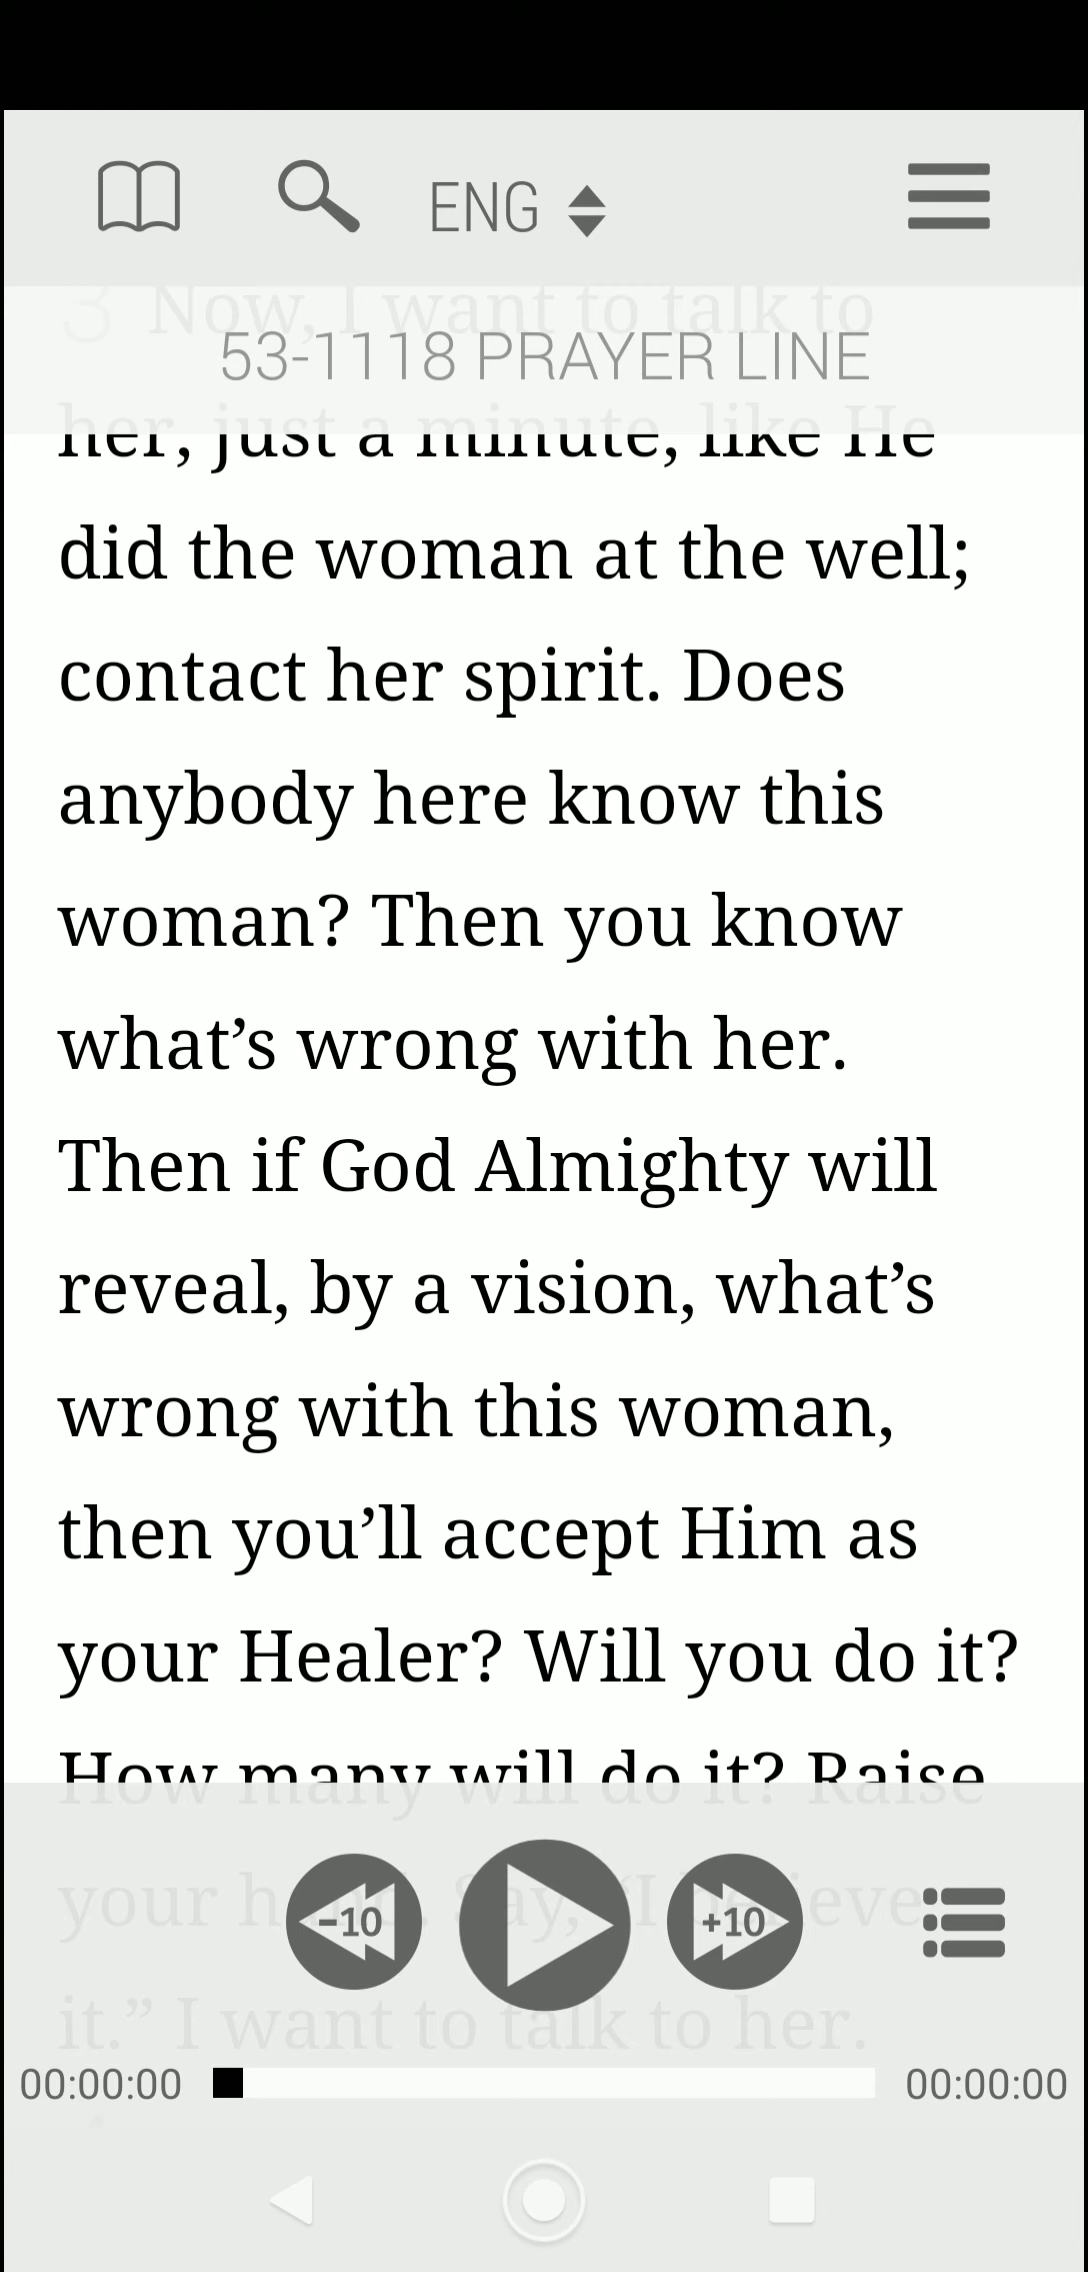 ENG
3 Now, I want to talk to
53-1118 PRAYER LINE
her, just a minute, like He
did the woman at the well;
contact her spirit. Does
anybody here know this
woman? Then you know
what’s wrong with her.
Then if God Almighty will
reveal, by a vision, what’s
wrong with this woman,
then you’ll accept Him as
your Healer? Will you do it?
How many will do it? Raise
your hand. Say, “I believe
-10 +10
it.” I want to talk to her.
00:00:00 00:00:00